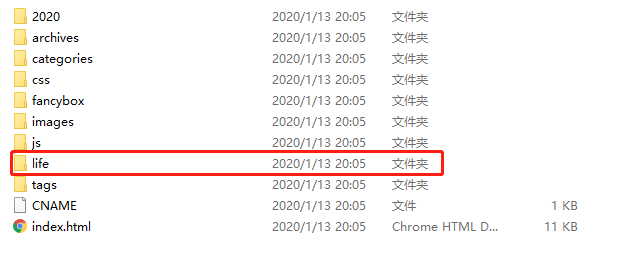 2020 2020/1/13 20:05 文件夹
archives 2020/1/13 20:05 文件夹
categories 2020/1/13 20:05 文件夹
css 2020/1/13 20:05 文件夹
fancybox 2020/1/13 20:05 文件夹
images 2020/1/13 20:05 文件夹
js 2020/1/13 20:05 文件夹
life 2020/1/13 20:05 文件夹
tags 2020/1/13 20:05 文件夹
CNAME 2020/1/13 20:05 文件 1 KB
index.html 2020/1/13 20:05 Chrome HTML D... 11 KB